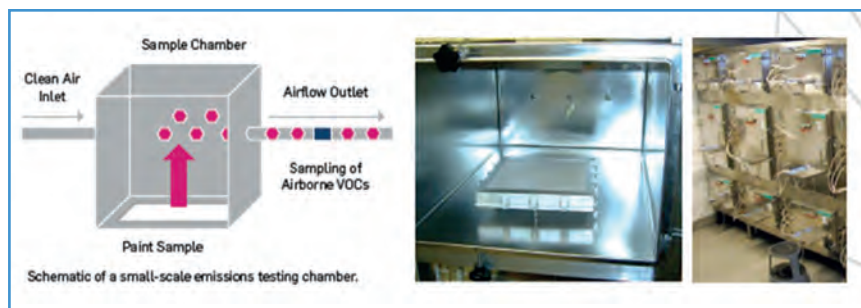 Sample Chamber
Clean Air
Inlet
Airflow Outlet
Sampling of
Airborne VOCs
Paint Sample
Schematic of a small-scale emissions testing chamber.